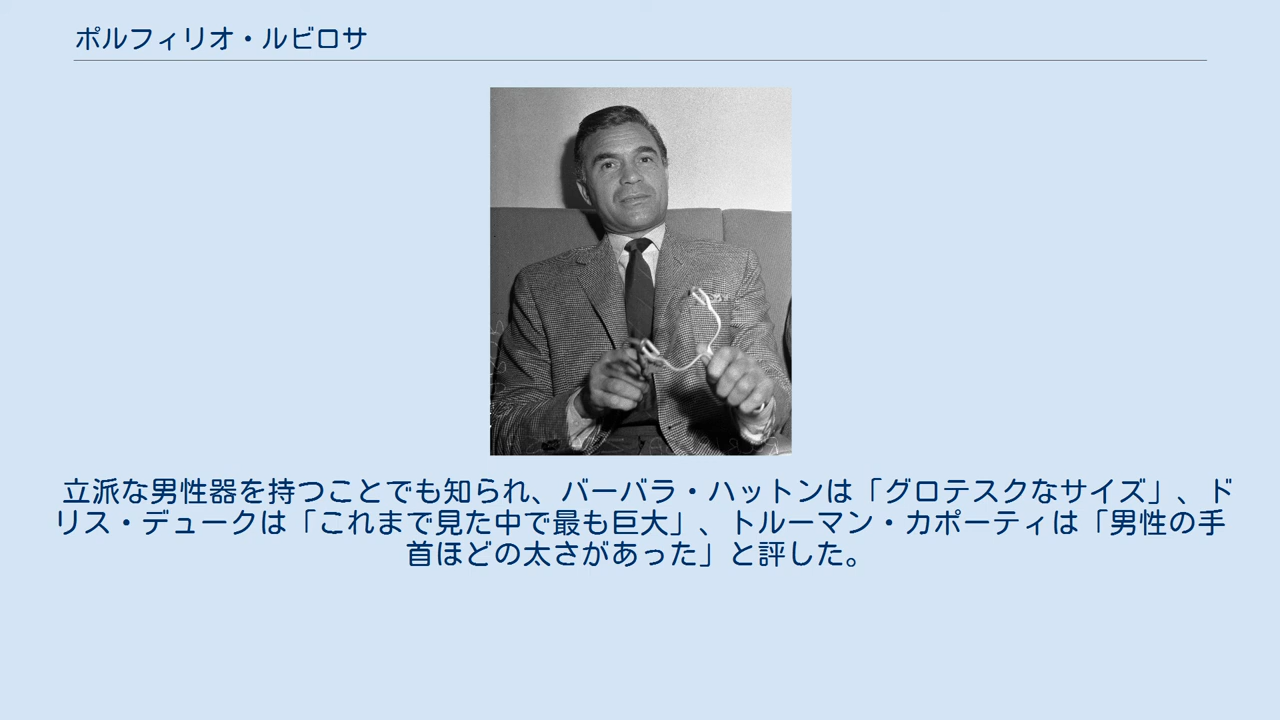 ポルフィリオ・ルビロサ
立派な男性器を持つことでも知られ、バーバラ・ハットンは「グロテスクなサイズ」、ド
リス・デュークは「これまで見た中で最も巨大」、トルーマン・カポーティは「男性の手
首ほどの太さがあった」と評した。